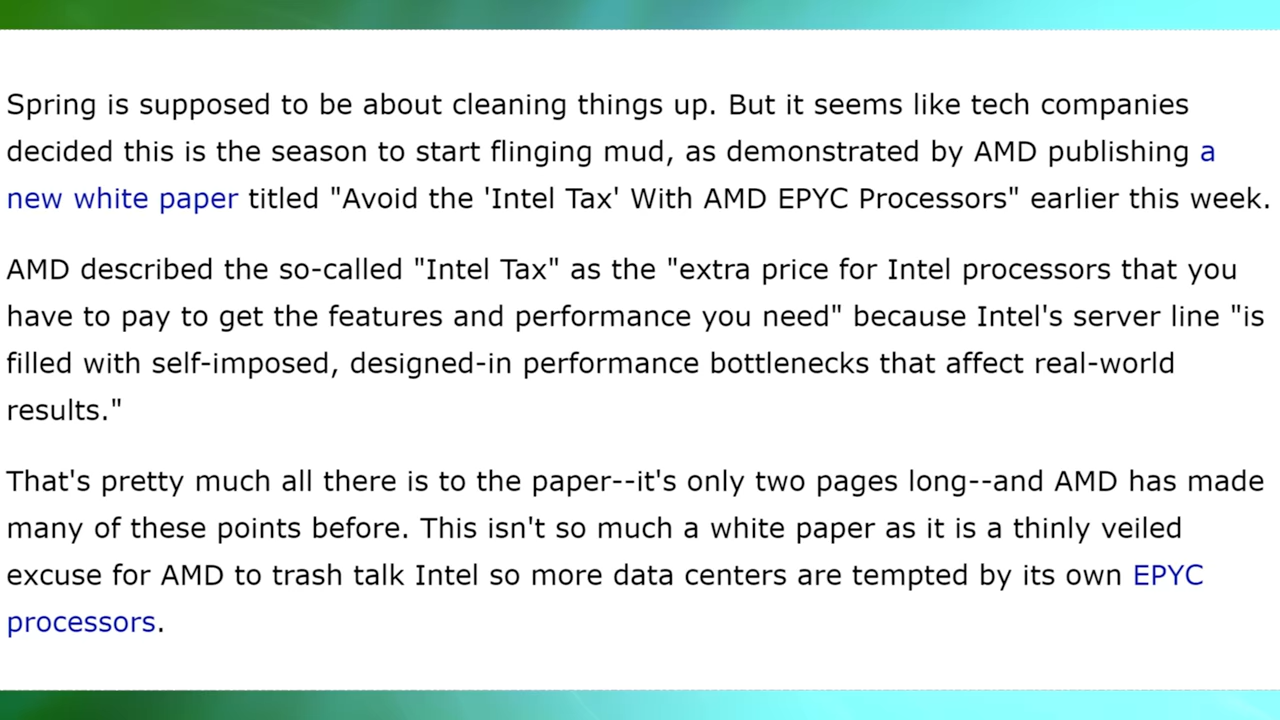 Spring is supposed to be about cleaning things up. But it seems like tech companies
decided this is the season to start flinging mud, as demonstrated by AMD publishing a
new white paper titled "Avoid the 'Intel Tax' With AMD EPYC Processors" earlier this week.
AMD described the so-called "Intel Tax" as the "extra price for Intel processors that you
have to pay to get the features and performance you need" because Intel's server line "is
filled with self-imposed, designed-in performance bottlenecks that affect real-world
results."
That's pretty much all there is to the paper--it's only two pages long--and AMD has made
many of these points before. This isn't so much a white paper as it is a thinly veiled
excuse for AMD to trash talk Intel so more data centers are tempted by its own EPYC
processors.